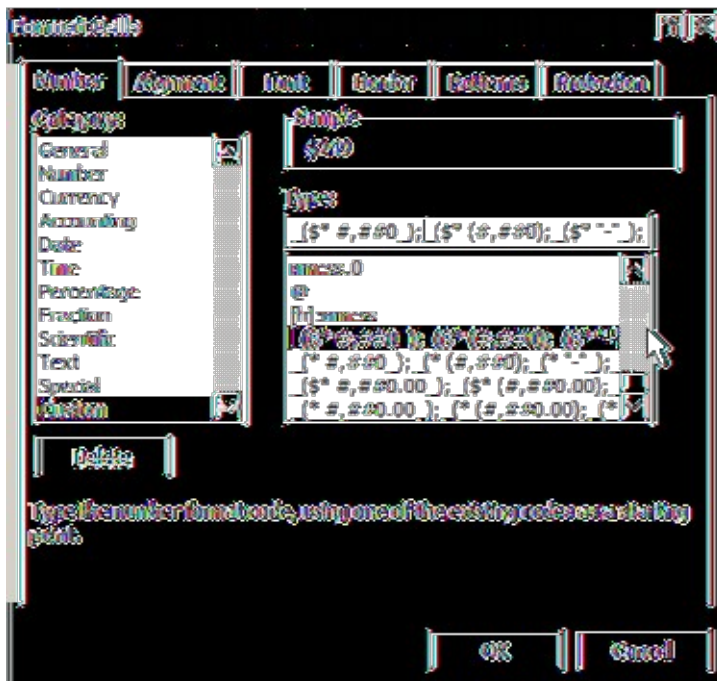 Format Cells
Number Alignment Font Border Patterns Protection
Category:
General
Number
Currency
Accounting
Date
Time
Percentage
Fraction
Scientific
Text
Special
Custom
Sample
Type:
_($* #,##0_);_($* (#,##0);_($* "-"_);
mm:ss.0
@
[h]:mm:ss
_($* #,##0_);_($* (#,##0);_($* "-"
_(* #,##0_);_(* (#,##0);_(* "-"_);
_($* #,##0.00_);_($* (#,##0.00);
_(* #,##0.00_);_(* (#,##0.00);_(*
Delete
Type the number format code, using one of the existing codes as a starting
point.
OK Cancel